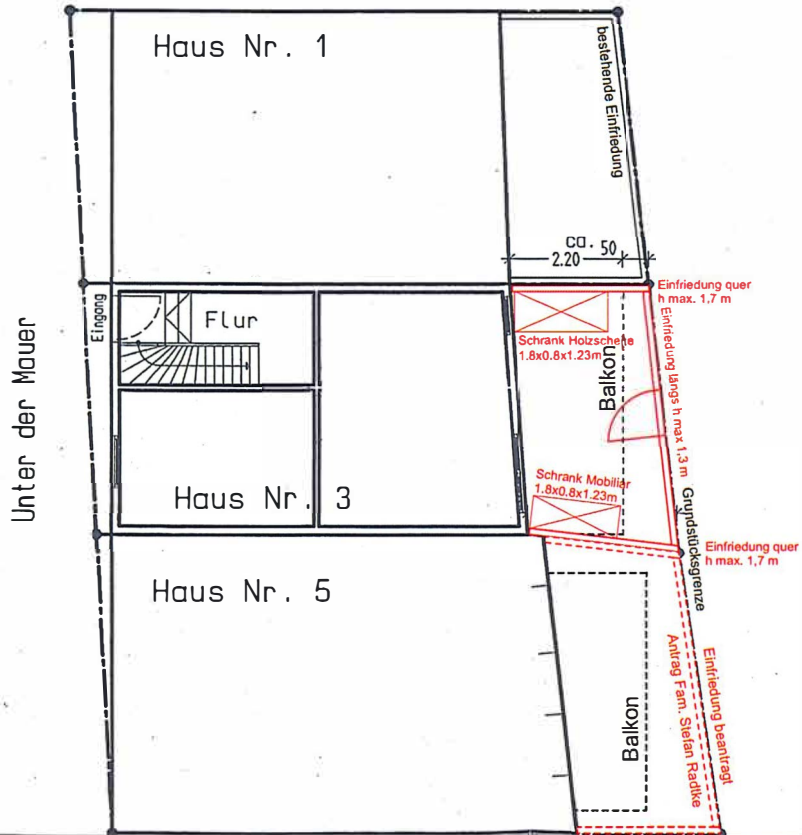 Haus Nr. 1
bestehende Einfriedung
ca. 50
2.20
Einfriedung quer
h max. 1,7 m
Eingang
Flur
Schrank Holzscheite
1.8x0.8x1.23m
Balkon
Einfriedung längs h max 1,3 m
Unter der Mauer
Haus Nr. 3
Schrank Mobiliar
1.8x0.8x1.23m
Grundstücksgrenze
Einfriedung quer
h max. 1,7 m
Haus Nr. 5
Balkon
Einfriedung beantragt
Antrag Fam. Stefan Radtke